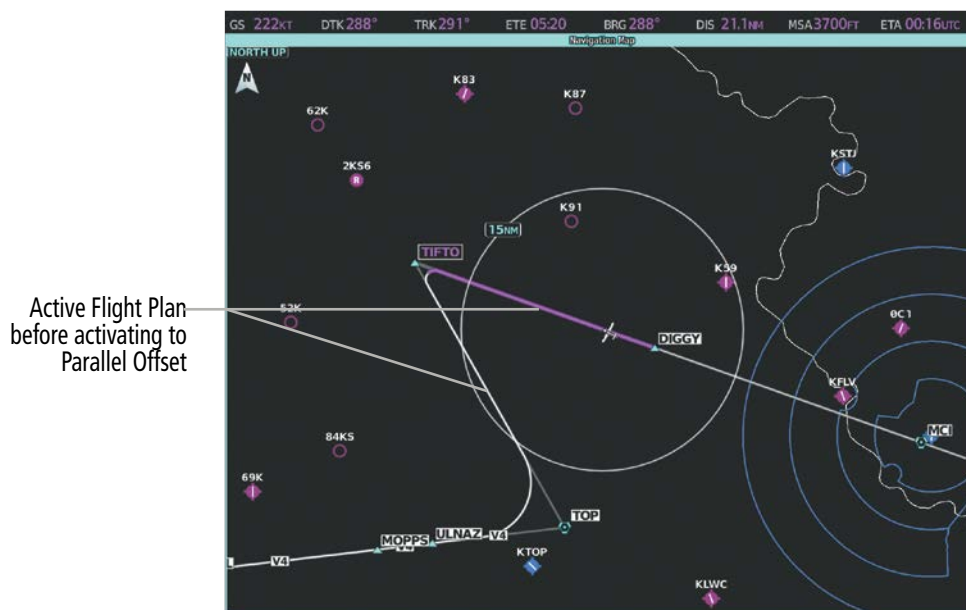 GS 222KT DTK 288° TRK 291° ETE 05:20 BRG 288° DIS 21.1NM MSA 3700FT ETA 00:16UTC
Navigation Map
NORTH UP
N
K83
K87
62K
KSTJ
2KS6
R
K91
15NM
TIFTO
K59
Active Flight Plan
before activating to
Parallel Offset
52K
0C1
DIGGY
KFLV
MCI
84KS
69K
TOP
MOPPS
ULNAZ
V4
V4
L
V4
KTOP
KLWC